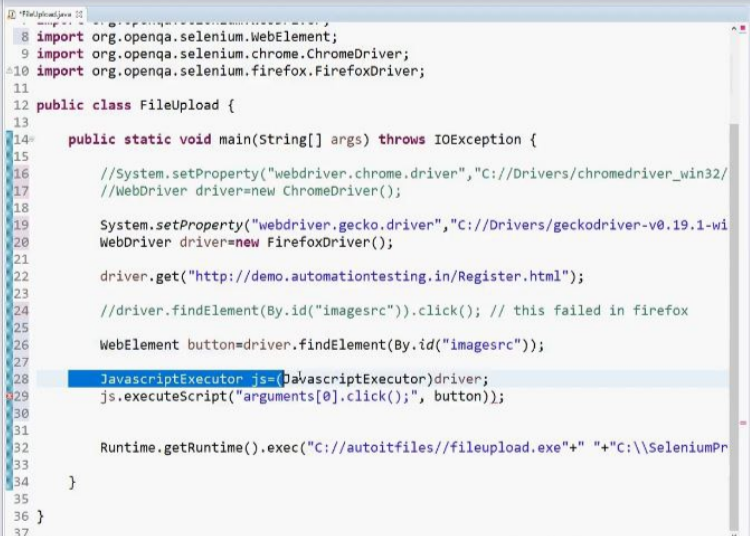 *FileUpload.java
8 import org.openqa.selenium.WebElement;
9 import org.openqa.selenium.chrome.ChromeDriver;
10 import org.openqa.selenium.firefox.FirefoxDriver;
11
12 public class FileUpload {
13
14 public static void main(String[] args) throws IOException {
15
16 //System.setProperty("webdriver.chrome.driver","C://Drivers/chromedriver_win32/
17 //WebDriver driver=new ChromeDriver();
18
19 System.setProperty("webdriver.gecko.driver","C://Drivers/geckodriver-v0.19.1-wi
20 WebDriver driver=new FirefoxDriver();
21
22 driver.get("http://demo.automationtesting.in/Register.html");
23
24 //driver.findElement(By.id("imagesrc")).click(); // this failed in firefox
25
26 WebElement button=driver.findElement(By.id("imagesrc"));
27
28 JavascriptExecutor js=(JavascriptExecutor)driver;
29 js.executeScript("arguments[0].click();", button));
30
31
32 Runtime.getRuntime().exec("C://autoitfiles//fileupload.exe"+" "+"C:\\SeleniumPr
33
34 }
35
36 }
37